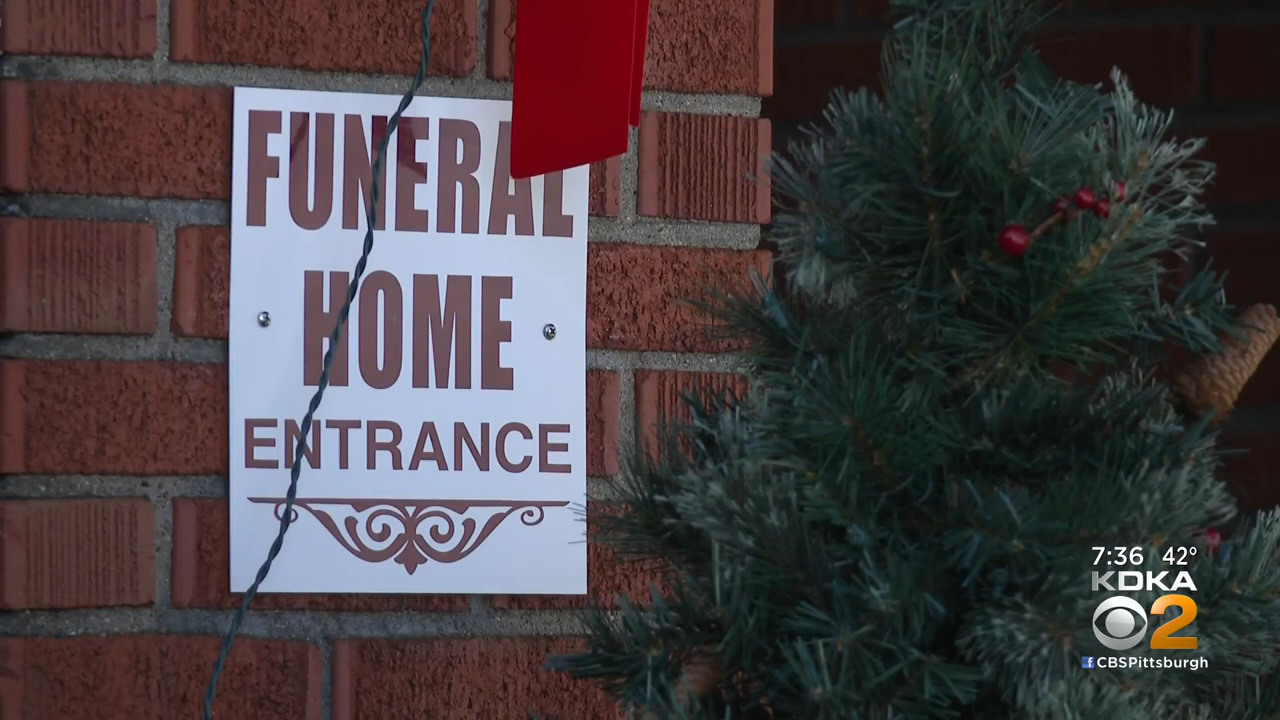 FUNERAL
HOME
ENTRANCE
7:36 42°
KDKA
2
CBSPittsburgh